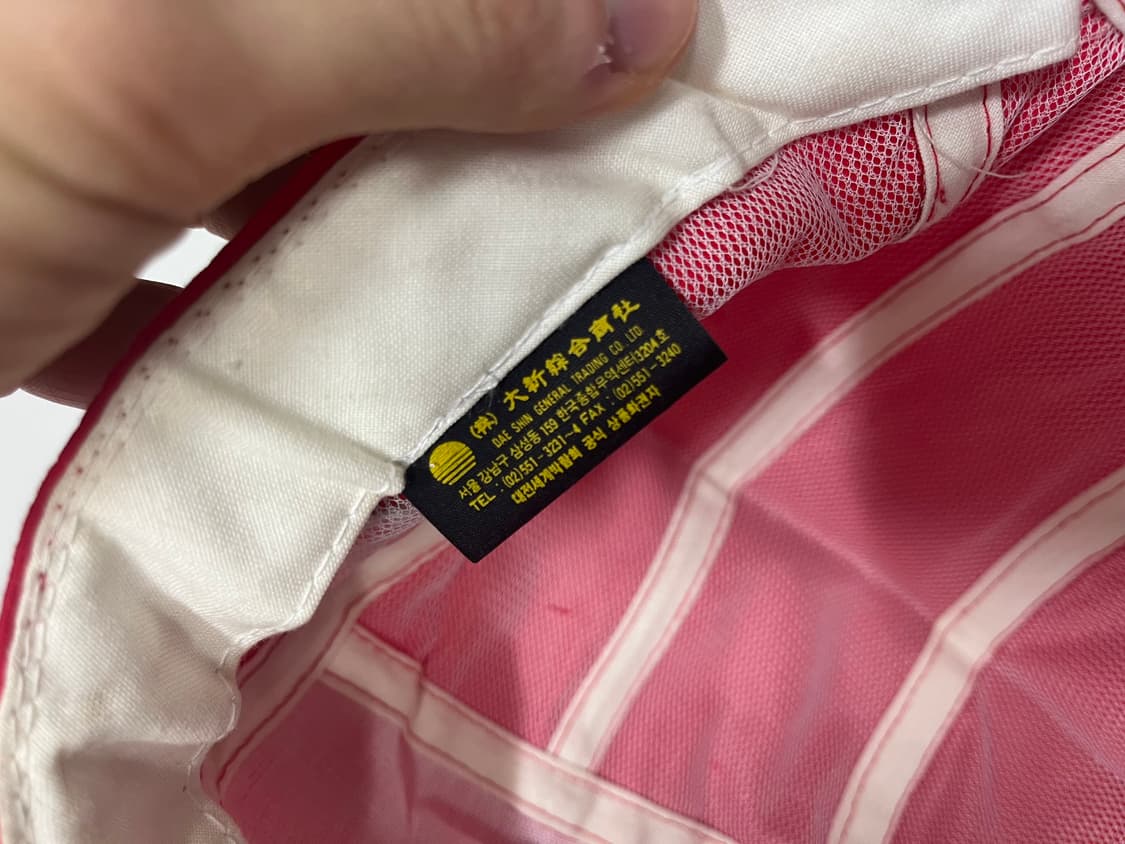 (株) 大新綜合商社
DAE SHIN GENERAL TRADING CO.,LTD.
서울 강남구 삼성동 159 한국종합무역센터3204호
TEL : (02)551-3231~4 FAX : (02)551-3240
대전세계박람회 공식 상품화권자